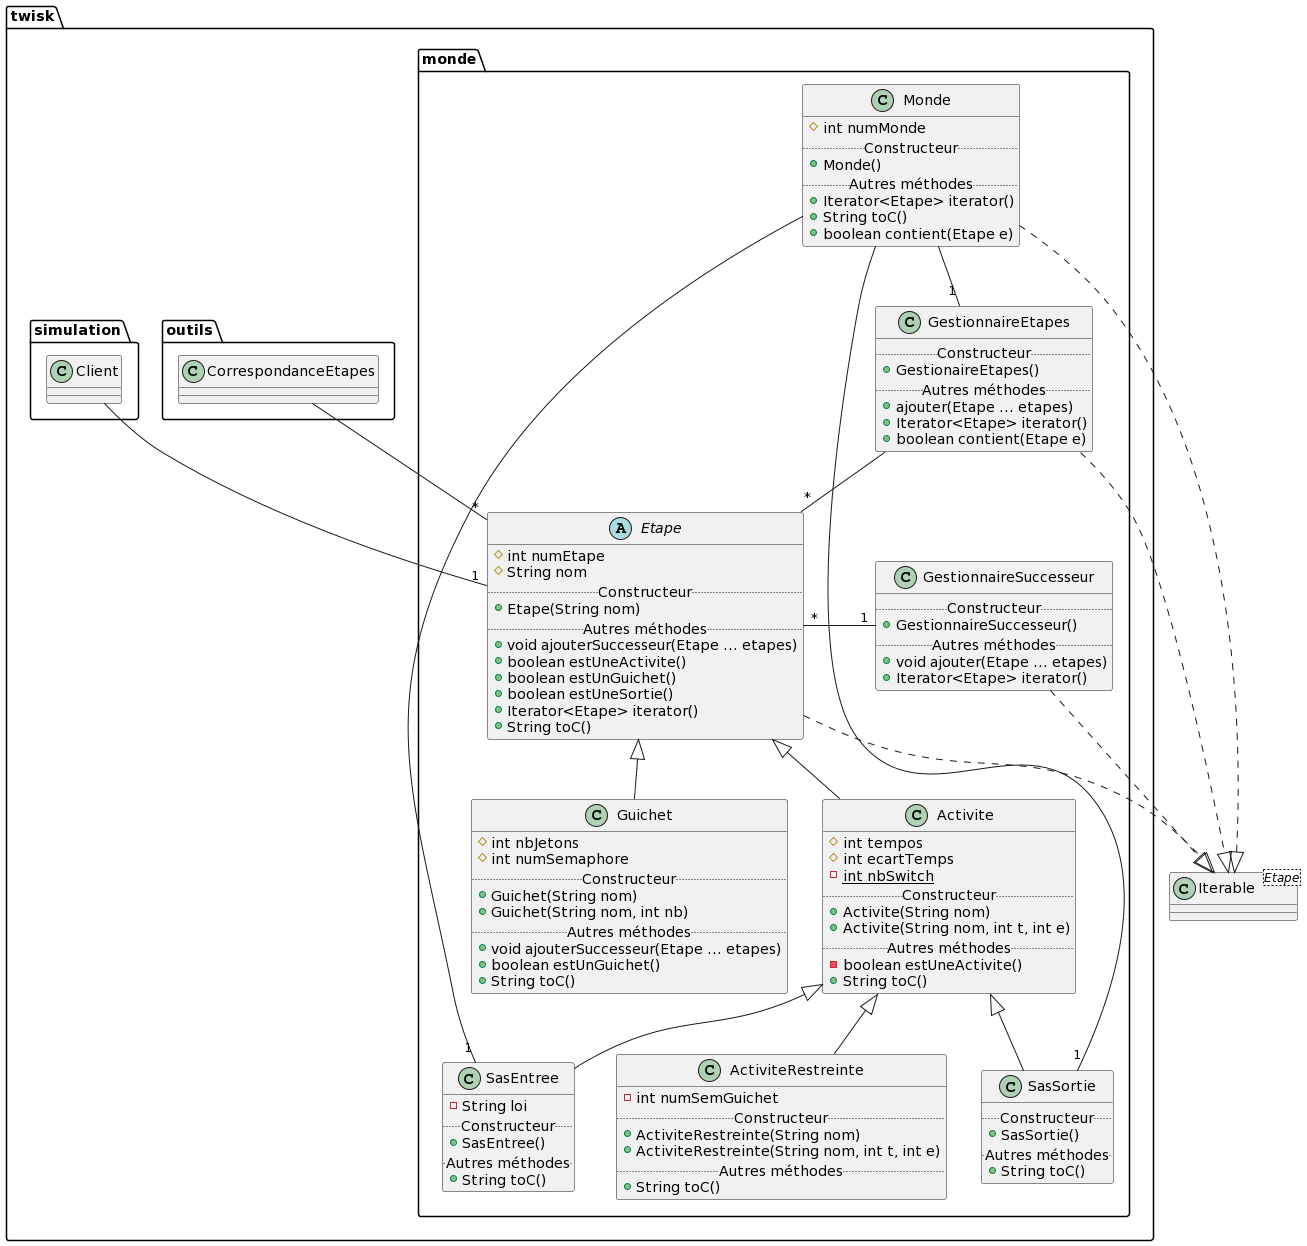 twisk
monde
C Monde
int numMonde
Constructeur
Monde()
Autres méthodes
Iterator<Etape> iterator()
String toC()
boolean contient(Etape e)
1
simulation
C Client
outils
C CorrespondanceEtapes
C GestionnaireEtapes
Constructeur
GestionaireEtapes()
Autres méthodes
ajouter(Etape ... etapes)
Iterator<Etape> iterator()
boolean contient(Etape e)
*
*
1
A Etape
int numEtape
String nom
Constructeur
Etape(String nom)
Autres méthodes
void ajouterSuccesseur(Etape ... etapes)
boolean estUneActivite()
boolean estUnGuichet()
boolean estUneSortie()
Iterator<Etape> iterator()
String toC()
* 1
C GestionnaireSuccesseur
Constructeur
GestionnaireSuccesseur()
Autres méthodes
void ajouter(Etape ... etapes)
Iterator<Etape> iterator()
C Guichet
int nbJetons
int numSemaphore
Constructeur
Guichet(String nom)
Guichet(String nom, int nb)
Autres méthodes
void ajouterSuccesseur(Etape ... etapes)
boolean estUnGuichet()
String toC()
C Activite
int tempos
int ecartTemps
int nbSwitch
Constructeur
Activite(String nom)
Activite(String nom, int t, int e)
Autres méthodes
boolean estUneActivite()
String toC()
C Iterable
Etape
1
1
C SasEntree
String loi
Constructeur
SasEntree()
Autres méthodes
String toC()
C ActiviteRestreinte
int numSemGuichet
Constructeur
ActiviteRestreinte(String nom)
ActiviteRestreinte(String nom, int t, int e)
Autres méthodes
String toC()
C SasSortie
Constructeur
SasSortie()
Autres méthodes
String toC()